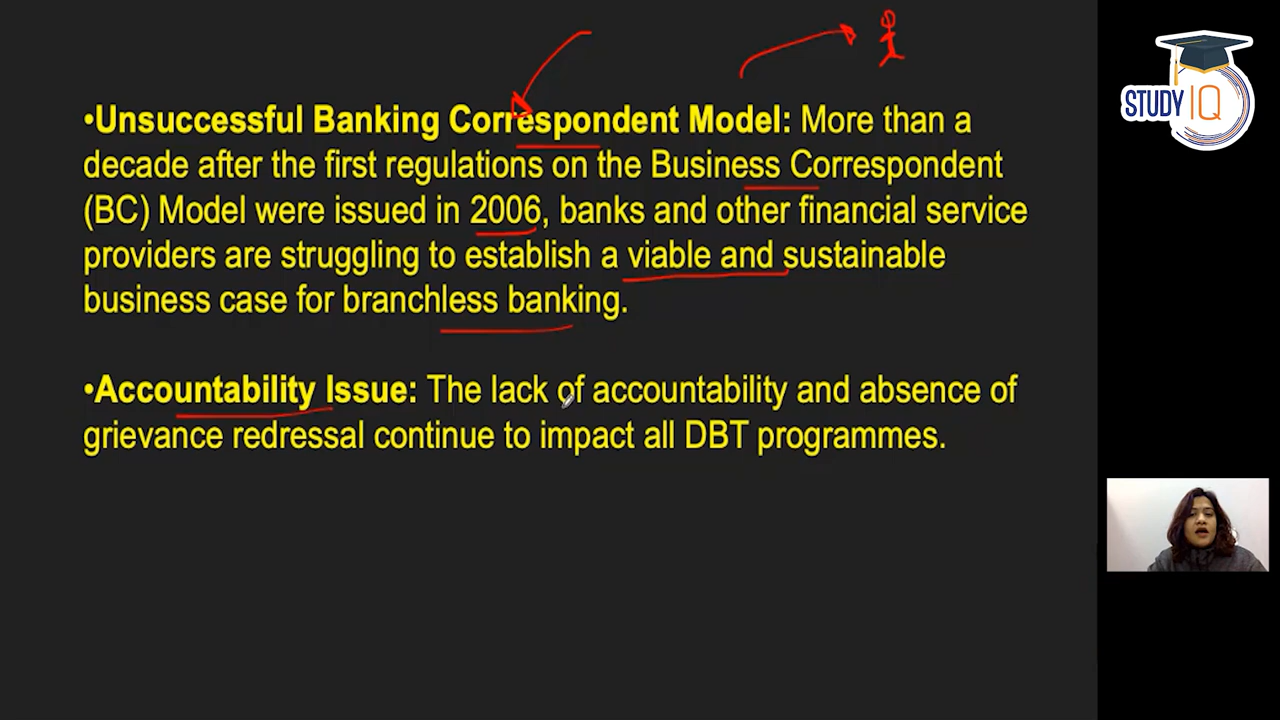 •Unsuccessful Banking Correspondent Model: More than a
decade after the first regulations on the Business Correspondent
(BC) Model were issued in 2006, banks and other financial service
providers are struggling to establish a viable and sustainable
business case for branchless banking.
•Accountability Issue: The lack of accountability and absence of
grievance redressal continue to impact all DBT programmes.
STUDY IQ